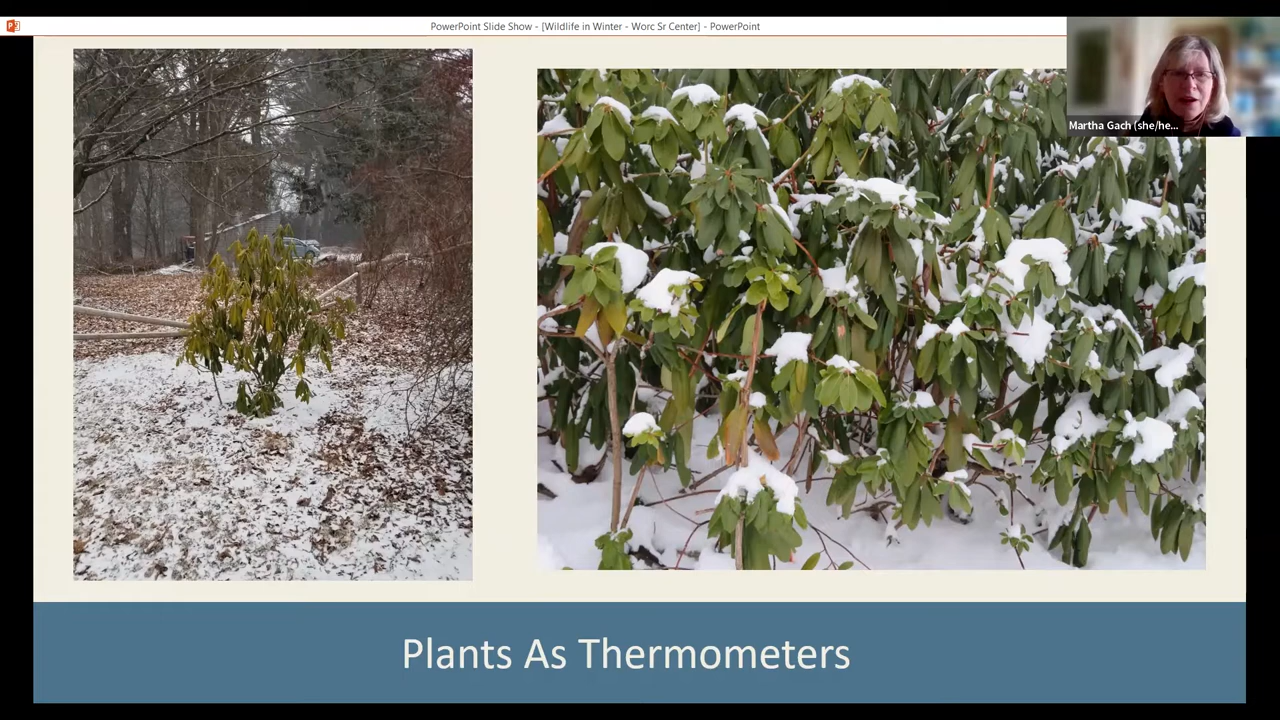 PowerPoint Slide Show - [Wildlife in Winter - Worc Sr Center] - PowerPoint
Martha Gach (she/he...
Plants As Thermometers